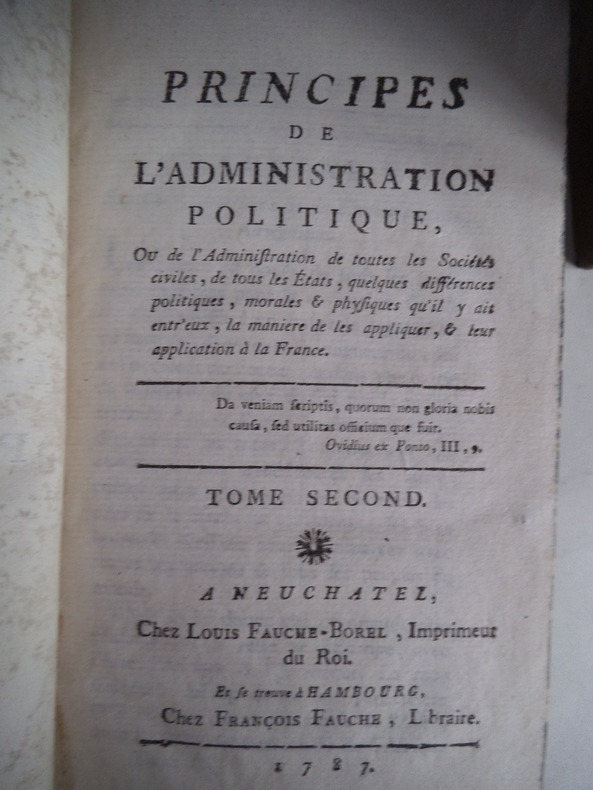 PRINCIPES
DE
L'ADMINISTRATION
POLITIQUE,
Ou de l'Adminiſtration de toutes les Sociétés
civiles, de tous les États, quelques différences
politiques, morales & phyſiques qu'il y ait
entr'eux, la maniere de les appliquer, & leur
application à la France.
Da veniam ſcriptis, quorum non gloria nobis
cauſa, ſed utilitas officium que fuit.
Ovidius ex Ponto, III, 9.
TOME SECOND.
A NEUCHATEL,
Chez LOUIS FAUCHE-BOREL, Imprimeur
du Roi.
Et ſe trouve à HAMBOURG,
Chez FRANÇOIS FAUCHE, Libraire.
1787.